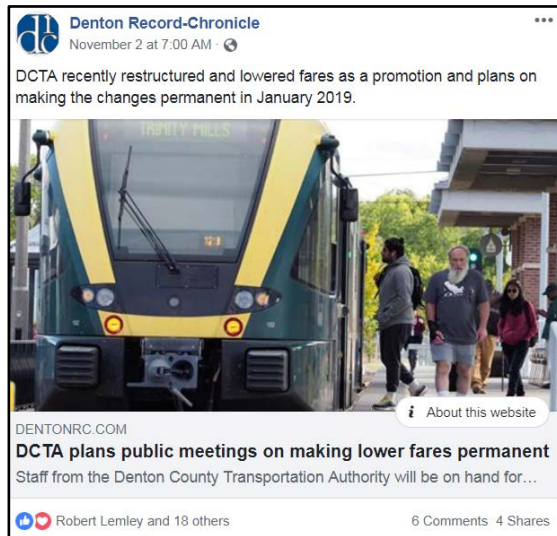 Denton Record-Chronicle
November 2 at 7:00 AM ·
DCTA recently restructured and lowered fares as a promotion and plans on
making the changes permanent in January 2019.
TRINITY MILLS
i About this website
DENTONRC.COM
DCTA plans public meetings on making lower fares permanent
Staff from the Denton County Transportation Authority will be on hand for...
Robert Lemley and 18 others
6 Comments 4 Shares